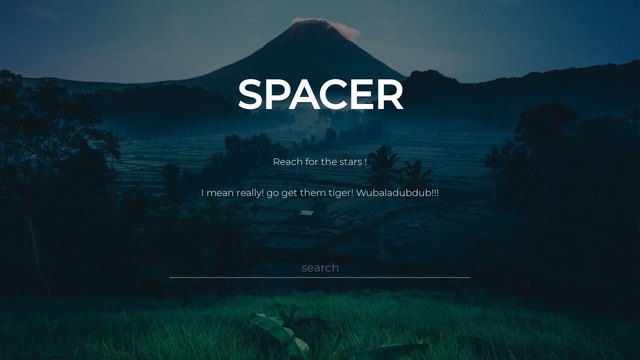 SPACER
Reach for the stars !
I mean really! go get them tiger! Wubaladubdub!!!
search